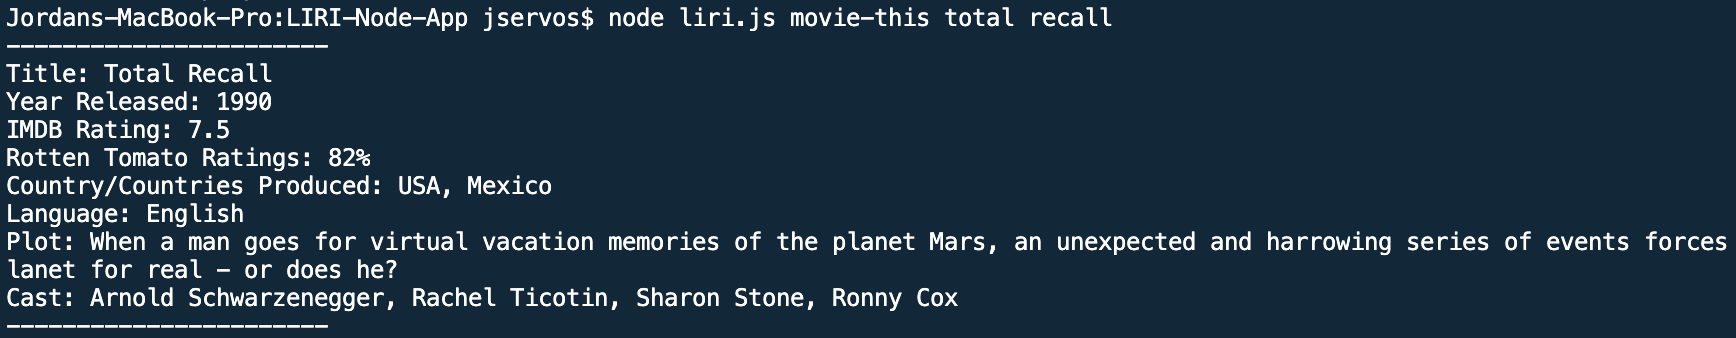 Jordans-MacBook-Pro:LIRI-Node-App jservos$ node liri.js movie-this total recall
-----------------------
Title: Total Recall
Year Released: 1990
IMDB Rating: 7.5
Rotten Tomato Ratings: 82%
Country/Countries Produced: USA, Mexico
Language: English
Plot: When a man goes for virtual vacation memories of the planet Mars, an unexpected and harrowing series of events forces
lanet for real - or does he?
Cast: Arnold Schwarzenegger, Rachel Ticotin, Sharon Stone, Ronny Cox
-----------------------